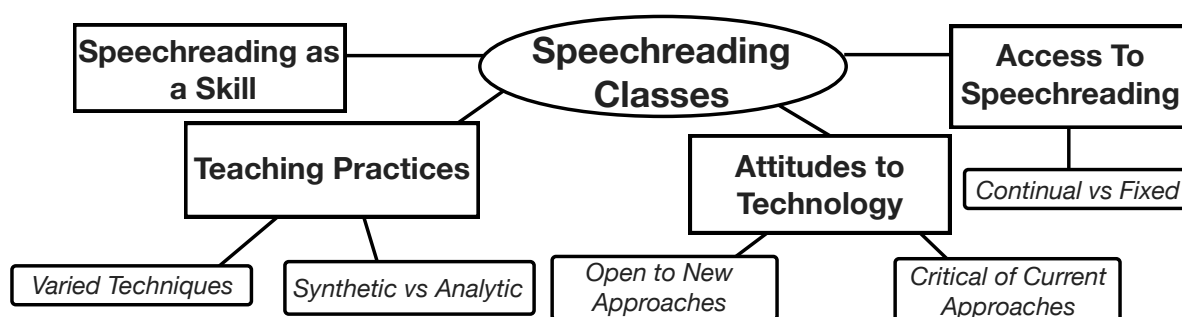 Speechreading as
a Skill
Speechreading
Classes
Access To
Speechreading
Teaching Practices
Attitudes to
Technology
Continual vs Fixed
Varied Techniques
Synthetic vs Analytic
Open to New
Approaches
Critical of Current
Approaches